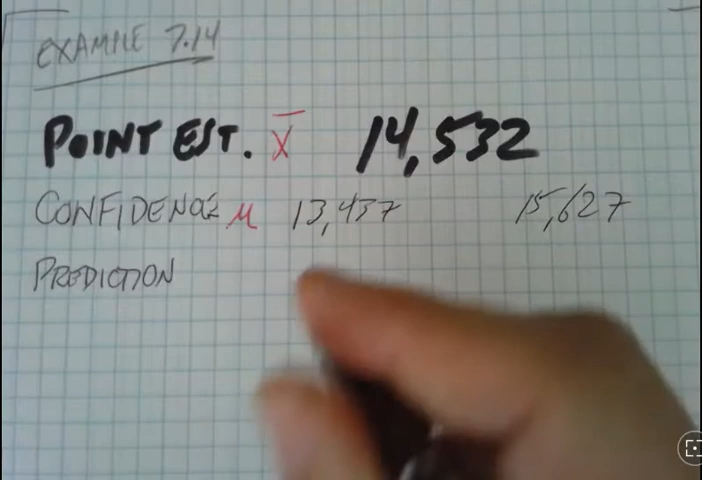 EXAMPLE 7.14
POINT EST. x̅ 14,532
CONFIDENCE μ 13,437 15,627
PREDICTION